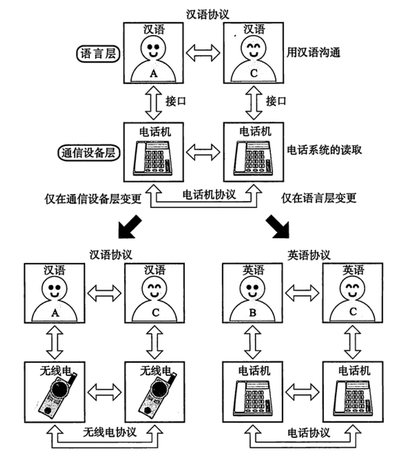 汉语协议
汉语 汉语
语言层 用汉语沟通
A C
接口 接口
电话机 电话机
通信设备层 电话系统的读取
电话机协议
仅在通信设备层变更 仅在语言层变更
汉语协议 英语协议
汉语 汉语 英语 英语
A C B C
无线电 无线电 电话机 电话机
无线电协议 电话协议